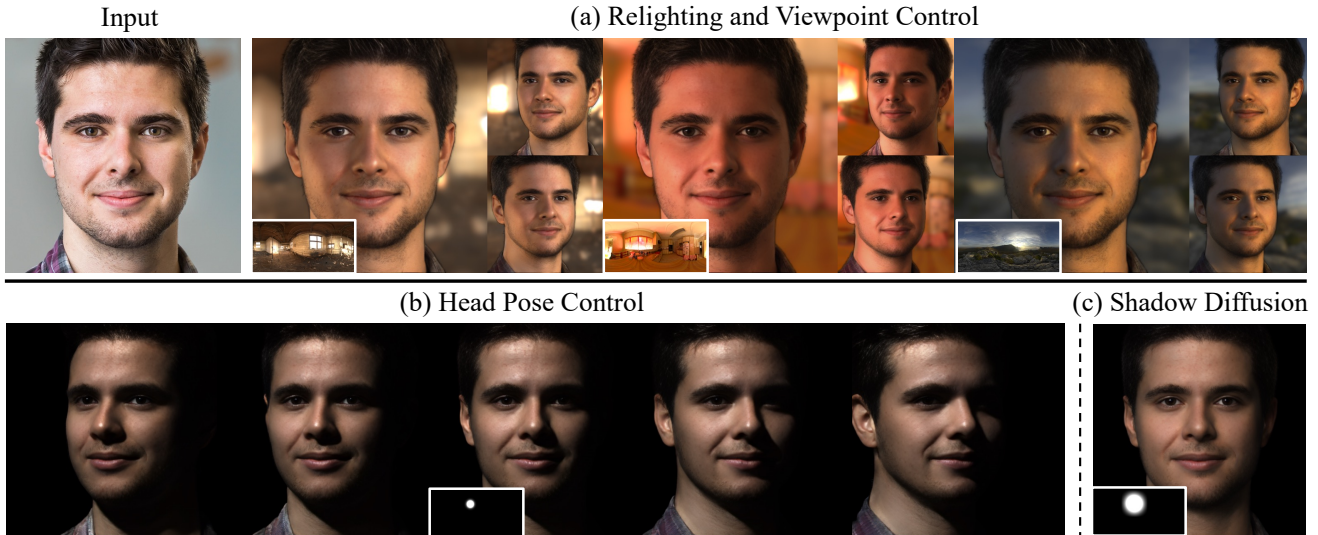 Input
(a) Relighting and Viewpoint Control
(b) Head Pose Control
(c) Shadow Diffusion